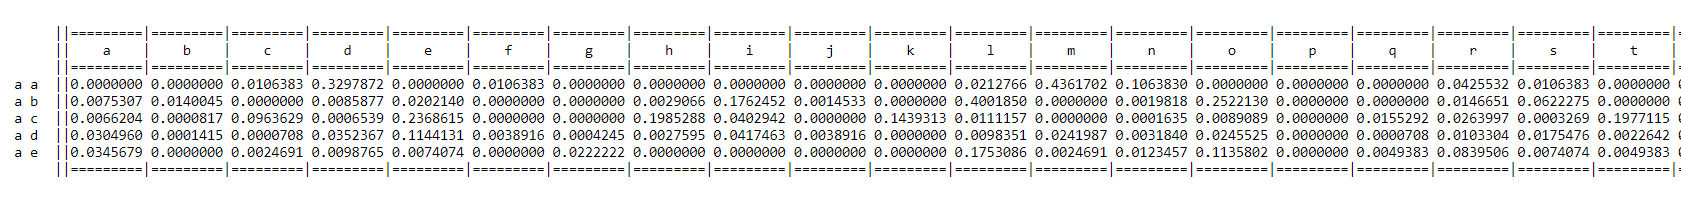 ||=========|=========|=========|=========|=========|=========|=========|=========|=========|=========|=========|=========|=========|=========|=========|=========|=========|=========|=========|=========|=
|| a | b | c | d | e | f | g | h | i | j | k | l | m | n | o | p | q | r | s | t |
||=========|=========|=========|=========|=========|=========|=========|=========|=========|=========|=========|=========|=========|=========|=========|=========|=========|=========|=========|=========|=
a a ||0.0000000 0.0000000 0.0106383 0.3297872 0.0000000 0.0106383 0.0000000 0.0000000 0.0000000 0.0000000 0.0000000 0.0212766 0.4361702 0.1063830 0.0000000 0.0000000 0.0000000 0.0425532 0.0106383 0.0000000
a b ||0.0075307 0.0140045 0.0000000 0.0085877 0.0202140 0.0000000 0.0000000 0.0029066 0.1762452 0.0014533 0.0000000 0.4001850 0.0000000 0.0019818 0.2522130 0.0000000 0.0000000 0.0146651 0.0622275 0.0000000
a c ||0.0066204 0.0000817 0.0963629 0.0006539 0.2368615 0.0000000 0.0000000 0.1985288 0.0402942 0.0000000 0.1439313 0.0111157 0.0000000 0.0001635 0.0089089 0.0000000 0.0155292 0.0263997 0.0003269 0.1977115
a d ||0.0304960 0.0001415 0.0000708 0.0352367 0.1144131 0.0038916 0.0004245 0.0027595 0.0417463 0.0038916 0.0000000 0.0098351 0.0241987 0.0031840 0.0245525 0.0000000 0.0000708 0.0103304 0.0175476 0.0022642
a e ||0.0345679 0.0000000 0.0024691 0.0098765 0.0074074 0.0000000 0.0222222 0.0000000 0.0000000 0.0000000 0.0000000 0.1753086 0.0024691 0.0123457 0.1135802 0.0000000 0.0049383 0.0839506 0.0074074 0.0049383
||=========|=========|=========|=========|=========|=========|=========|=========|=========|=========|=========|=========|=========|=========|=========|=========|=========|=========|=========|=========|=